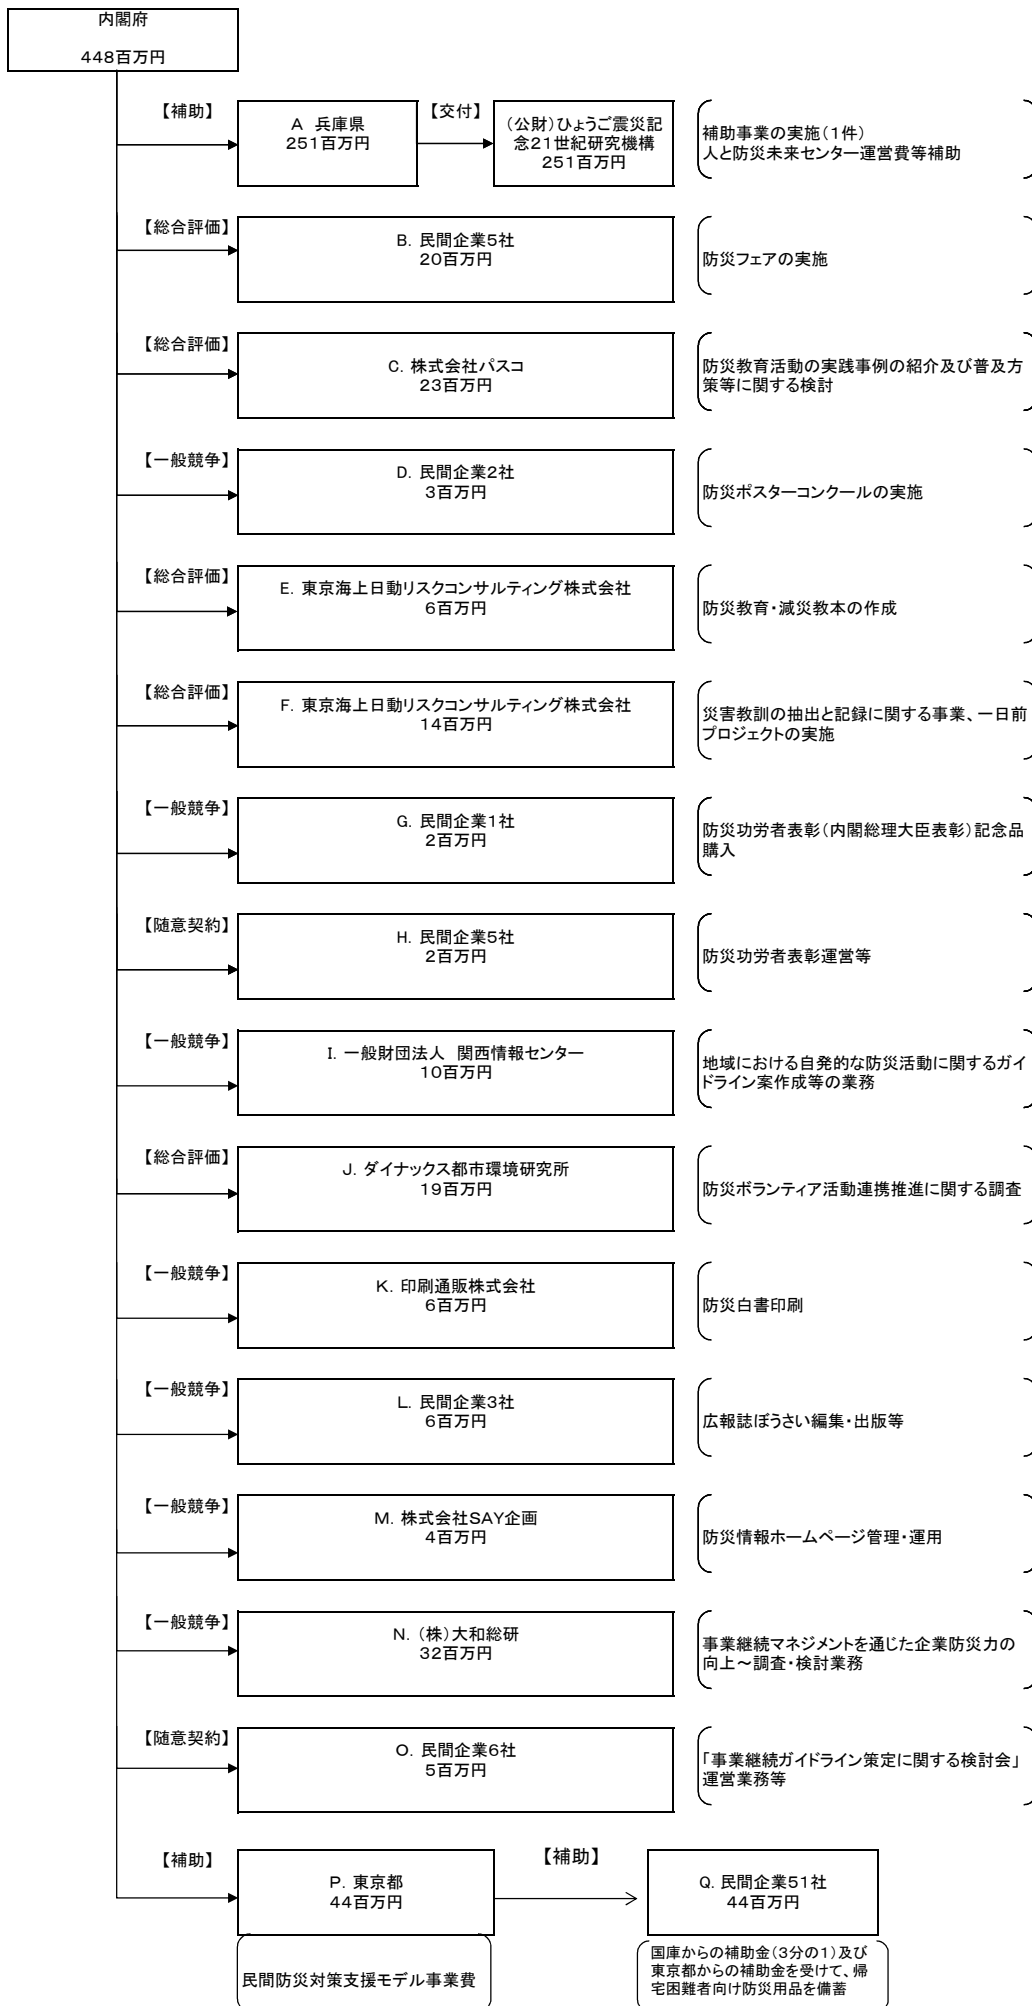 内閣府
448百万円
【補助】
A 兵庫県
251百万円
【交付】
(公財)ひょうご震災記
念21世紀研究機構
251百万円
補助事業の実施(1件)
人と防災未来センター運営費等補助
【総合評価】
B. 民間企業5社
20百万円
防災フェアの実施
【総合評価】
C. 株式会社パスコ
23百万円
防災教育活動の実践事例の紹介及び普及方
策等に関する検討
【一般競争】
D. 民間企業2社
3百万円
防災ポスターコンクールの実施
【総合評価】
E. 東京海上日動リスクコンサルティング株式会社
6百万円
防災教育・減災教本の作成
【総合評価】
F. 東京海上日動リスクコンサルティング株式会社
14百万円
災害教訓の抽出と記録に関する事業、一日前
プロジェクトの実施
【一般競争】
G. 民間企業1社
2百万円
防災功労者表彰(内閣総理大臣表彰)記念品
購入
【随意契約】
H. 民間企業5社
2百万円
防災功労者表彰運営等
【一般競争】
I. 一般財団法人 関西情報センター
10百万円
地域における自発的な防災活動に関するガイ
ドライン案作成等の業務
【総合評価】
J. ダイナックス都市環境研究所
19百万円
防災ボランティア活動連携推進に関する調査
【一般競争】
K. 印刷通販株式会社
6百万円
防災白書印刷
【一般競争】
L. 民間企業3社
6百万円
広報誌ぼうさい編集・出版等
【一般競争】
M. 株式会社SAY企画
4百万円
防災情報ホームページ管理・運用
【一般競争】
N. (株)大和総研
32百万円
事業継続マネジメントを通じた企業防災力の
向上~調査・検討業務
【随意契約】
O. 民間企業6社
5百万円
「事業継続ガイドライン策定に関する検討会」
運営業務等
【補助】
P. 東京都
44百万円
【補助】
Q. 民間企業51社
44百万円
民間防災対策支援モデル事業費
国庫からの補助金(3分の1)及び
東京都からの補助金を受けて、帰
宅困難者向け防災用品を備蓄